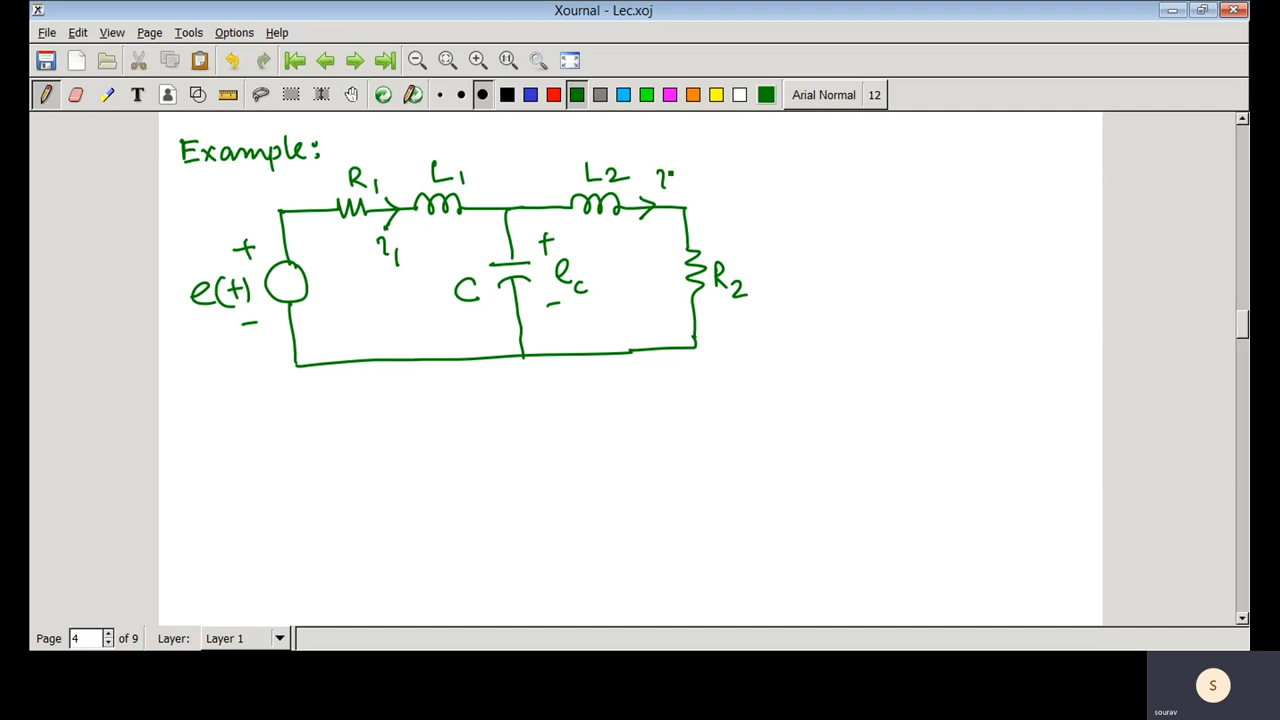 Xournal - Lec.xoj
File Edit View Page Tools Options Help
Arial Normal 12
Example:
R1 L1 L2 i
+ i1 +
e(t) C ec R2
- -
Page 4 of 9 Layer: Layer 1
S
sourav